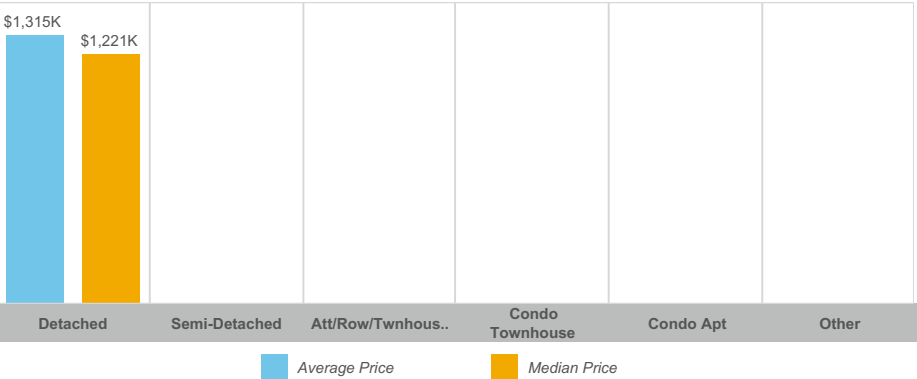 $1,315K
$1,221K
Detached
Semi-Detached
Att/Row/Twnhous..
Condo
Townhouse
Condo Apt
Other
Average Price
Median Price